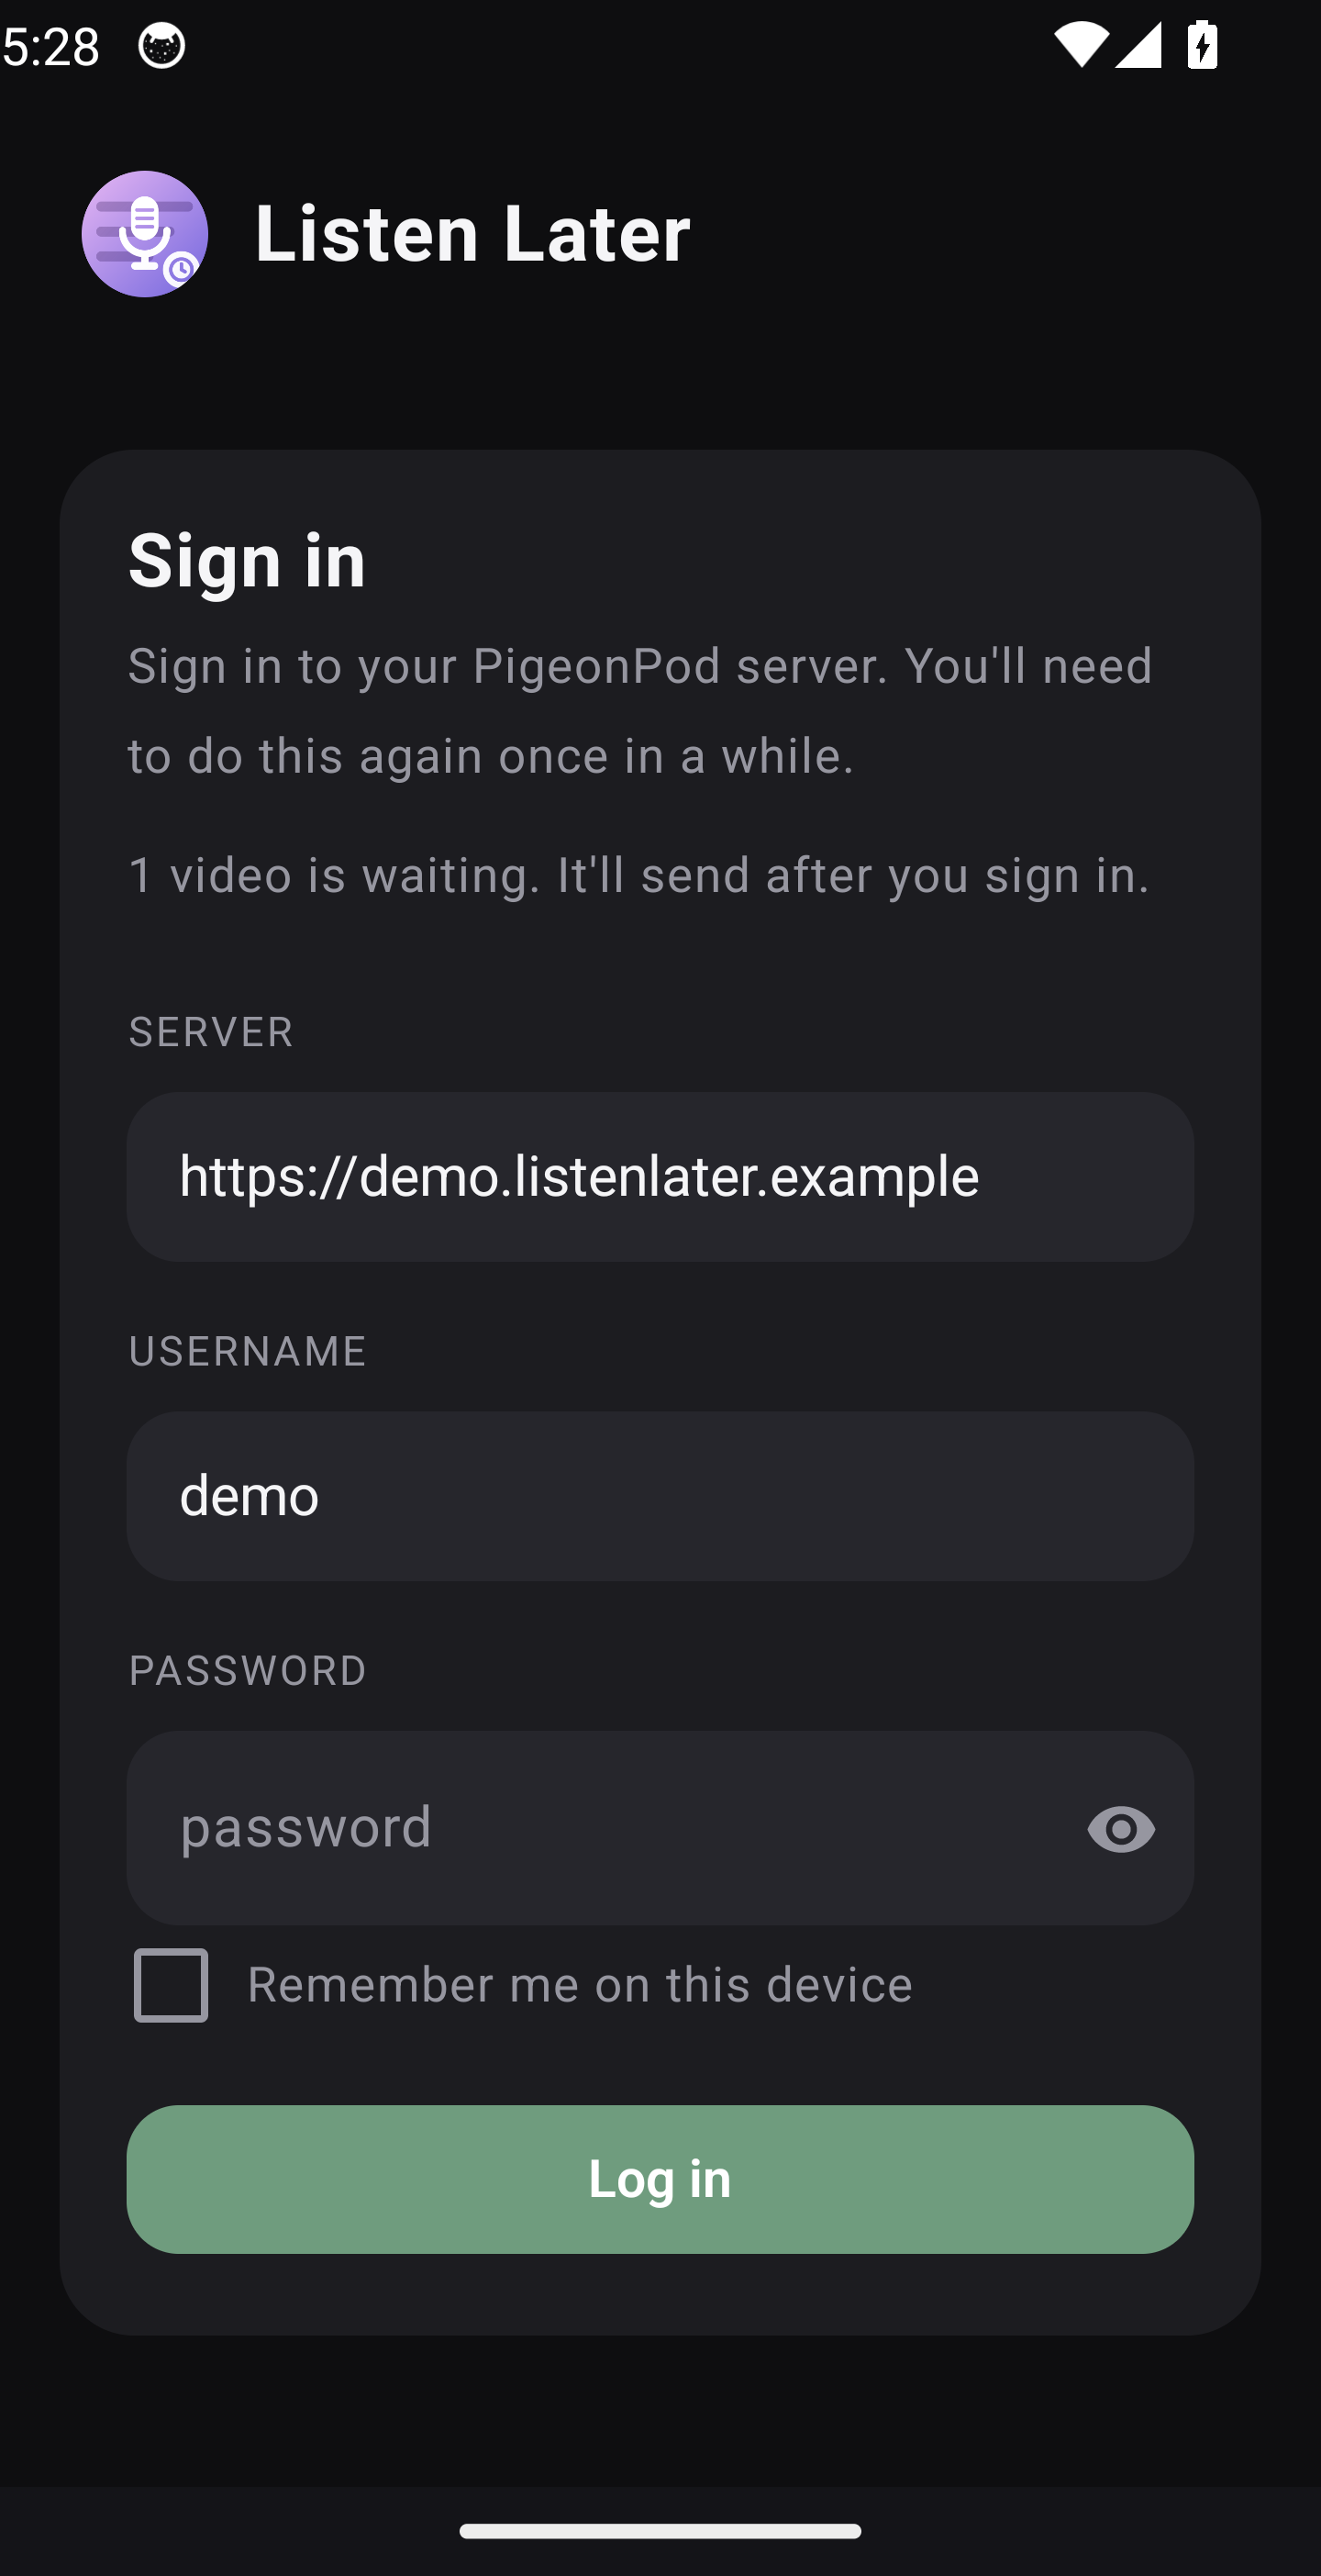 5:28
Listen Later
Sign in
Sign in to your PigeonPod server. You'll need
to do this again once in a while.
1 video is waiting. It'll send after you sign in.
SERVER
https://demo.listenlater.example
USERNAME
demo
PASSWORD
password
Remember me on this device
Log in